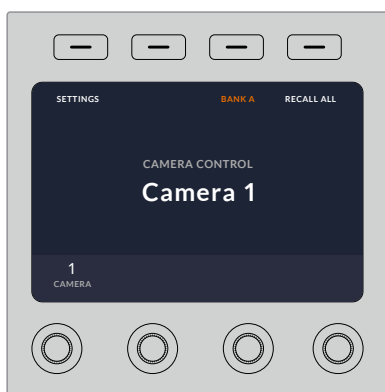 SETTINGS BANK A RECALL ALL
CAMERA CONTROL
Camera 1
1
CAMERA